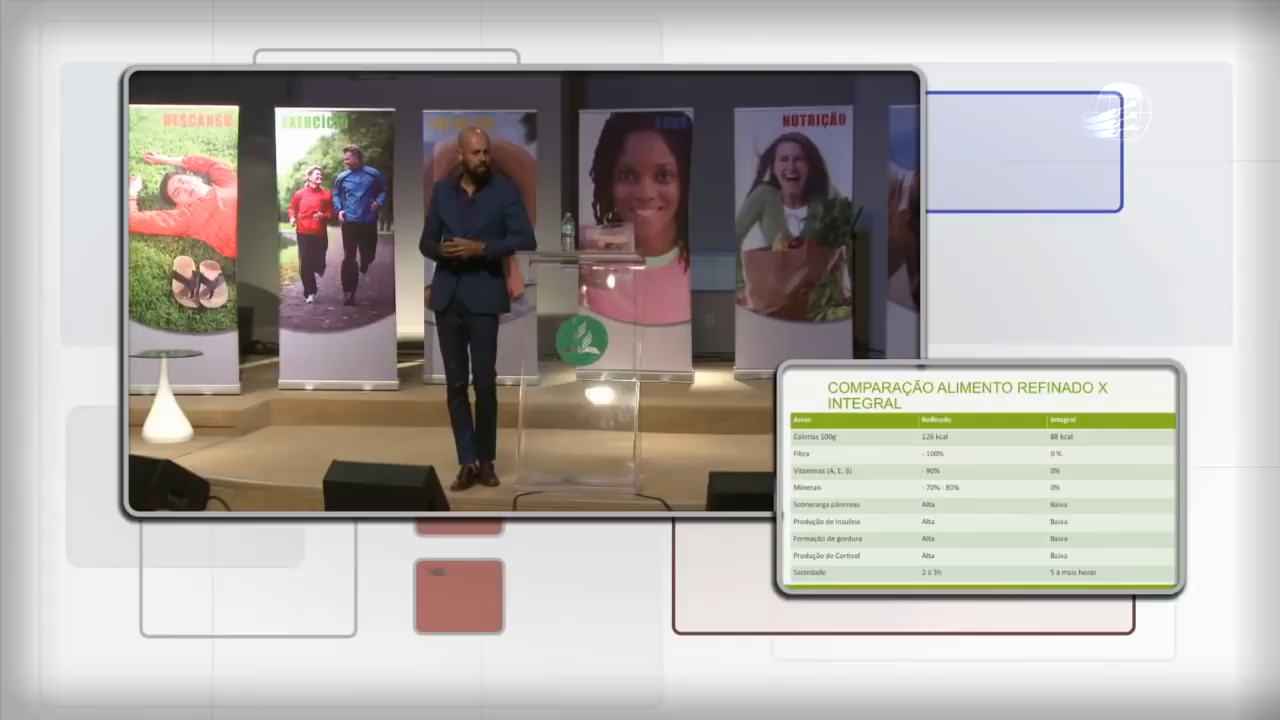 DESCANSO
EXERCÍCIO
NUTRIÇÃO
COMPARAÇÃO ALIMENTO REFINADO X
INTEGRAL
Refinado Integral
Calorias 100g 126 kcal 88 kcal
Fibra - 100% 0 %
Vitaminas (A, E, B) - 90% 0%
Minerais - 70% - 80% 0%
Sobrecarga pâncreas Alta Baixa
Produção de Insulina Alta Baixa
Formação de gordura Alta Baixa
Produção de Cortisol Alta Baixa
Saciedade 2 à 3h 5 à mais horas